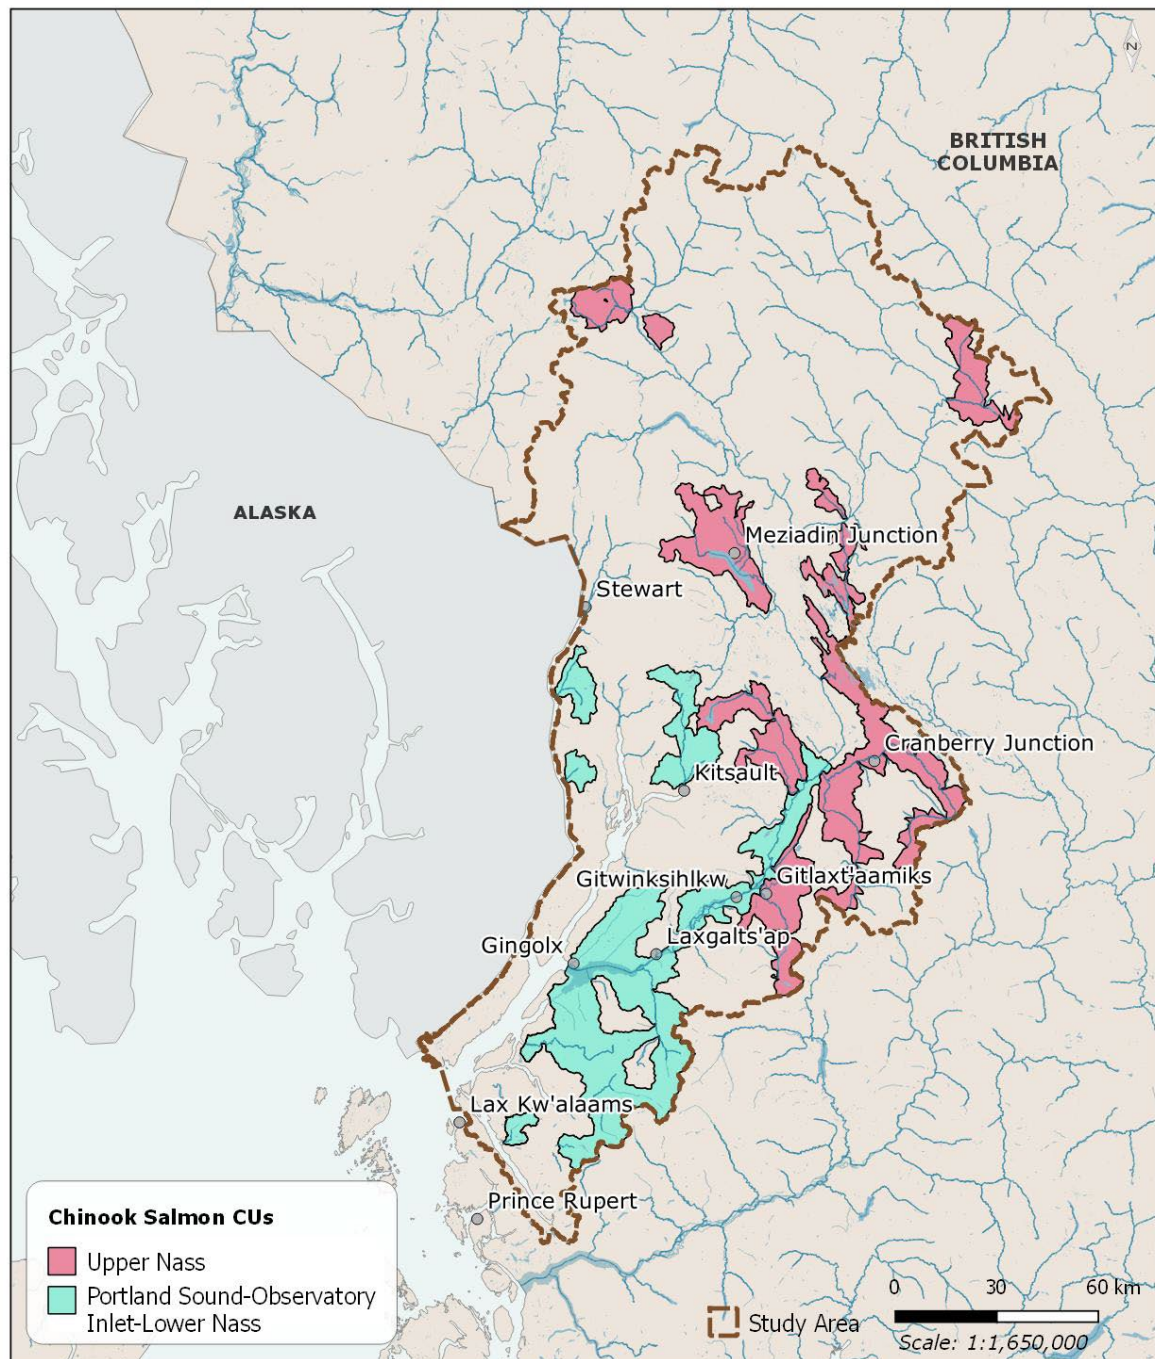 N
BRITISH
COLUMBIA
ALASKA
Meziadin Junction
Stewart
Cranberry Junction
Kitsault
Gitwinksihlkw
Gitlaxt'aamiks
Laxgalts'ap
Gingolx
Lax Kw'alaams
Prince Rupert
Chinook Salmon CUs
Upper Nass
Portland Sound-Observatory
Inlet-Lower Nass
Study Area
0 30 60 km
Scale: 1:1,650,000